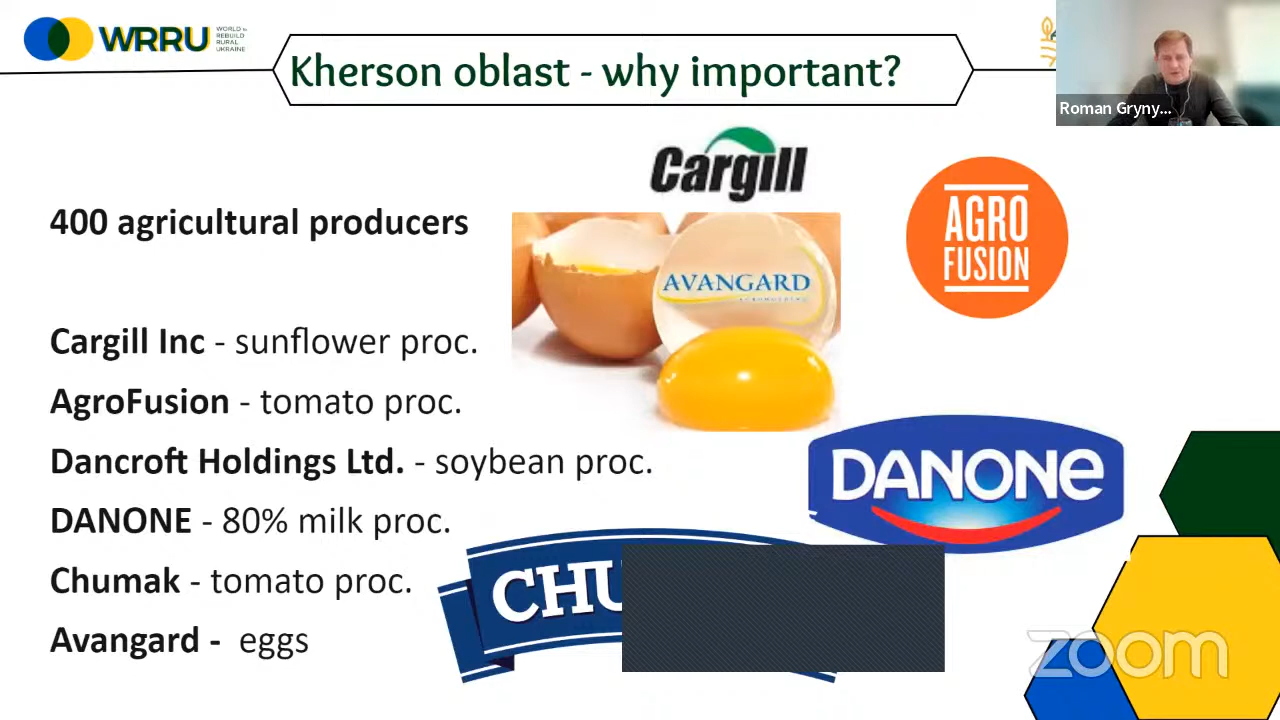 WRRU
WORLD to
REBUILD
RURAL
UKRAINE
Kherson oblast - why important?
Roman Gryny...
Cargill
400 agricultural producers
AVANGARD
AGRO
FUSION
Cargill Inc - sunflower proc.
AgroFusion - tomato proc.
Dancroft Holdings Ltd. - soybean proc.
DANONE
DANONE - 80% milk proc.
CHU
Chumak - tomato proc.
Avangard - eggs
zoom